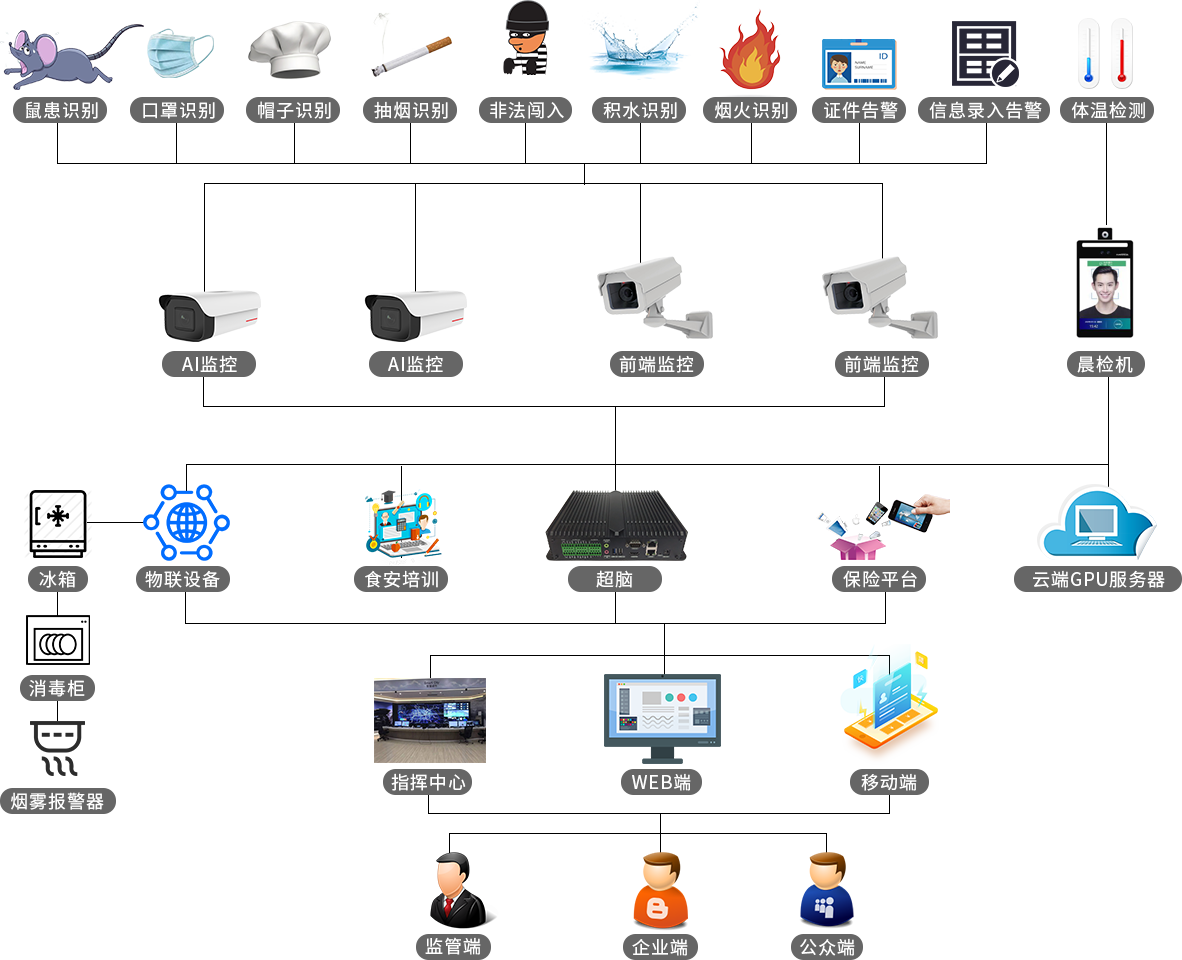 鼠患识别
口罩识别
帽子识别
抽烟识别
非法闯入
积水识别
烟火识别
证件告警
信息录入告警
体温检测
ID
AI监控
AI监控
前端监控
前端监控
晨检机
冰箱
物联设备
食安培训
超脑
保险平台
云端GPU服务器
消毒柜
烟雾报警器
指挥中心
WEB端
移动端
监管端
企业端
公众端